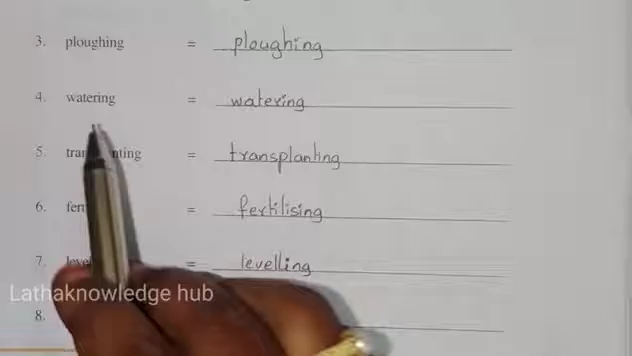 3. ploughing = ploughing
4. watering = watering
5. = transplanting
6. = fertilising
7. = levelling
Lathaknowledge hub
8.